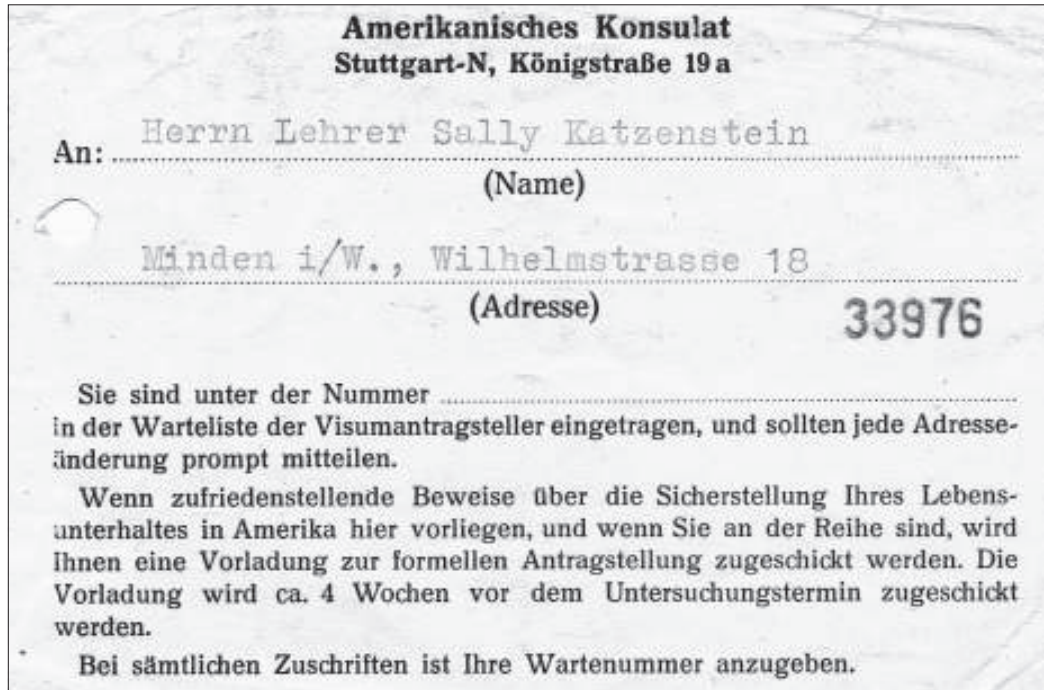 Amerikanisches Konsulat
Stuttgart-N, Königstraße 19 a
An: Herrn Lehrer Sally Katzenstein
(Name)
Minden i/W., Wilhelmstrasse 18
(Adresse)
33976
Sie sind unter der Nummer
in der Warteliste der Visumantragsteller eingetragen, und sollten jede Adresse-
änderung prompt mitteilen.
Wenn zufriedenstellende Beweise über die Sicherstellung Ihres Lebens-
unterhaltes in Amerika hier vorliegen, und wenn Sie an der Reihe sind, wird
Ihnen eine Vorladung zur formellen Antragstellung zugeschickt werden. Die
Vorladung wird ca. 4 Wochen vor dem Untersuchungstermin zugeschickt
werden.
Bei sämtlichen Zuschriften ist Ihre Wartenummer anzugeben.